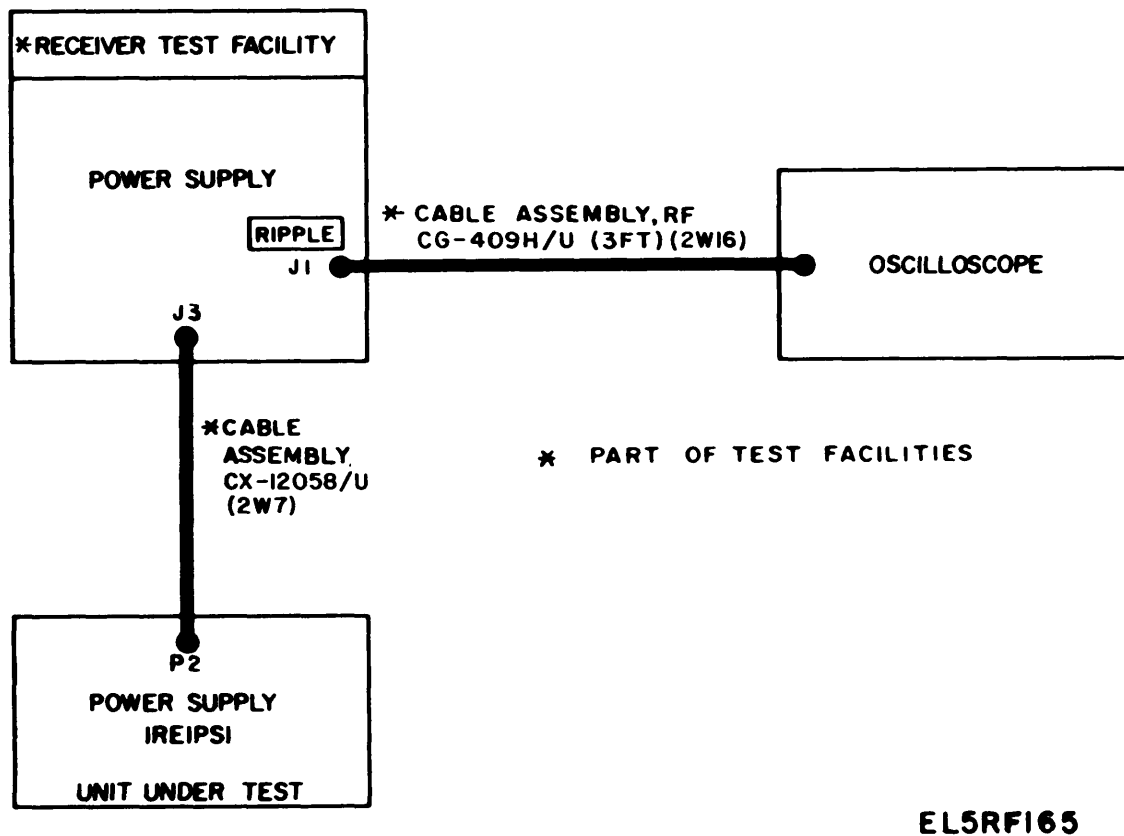 *RECEIVER TEST FACILITY
POWER SUPPLY
RIPPLE
J1
J3
* CABLE ASSEMBLY, RF
CG-409H/U (3FT) (2W16)
OSCILLOSCOPE
*CABLE
ASSEMBLY
CX-12058/U
(2W7)
* PART OF TEST FACILITIES
P2
POWER SUPPLY
1RE1PS1
UNIT UNDER TEST
EL5RF165